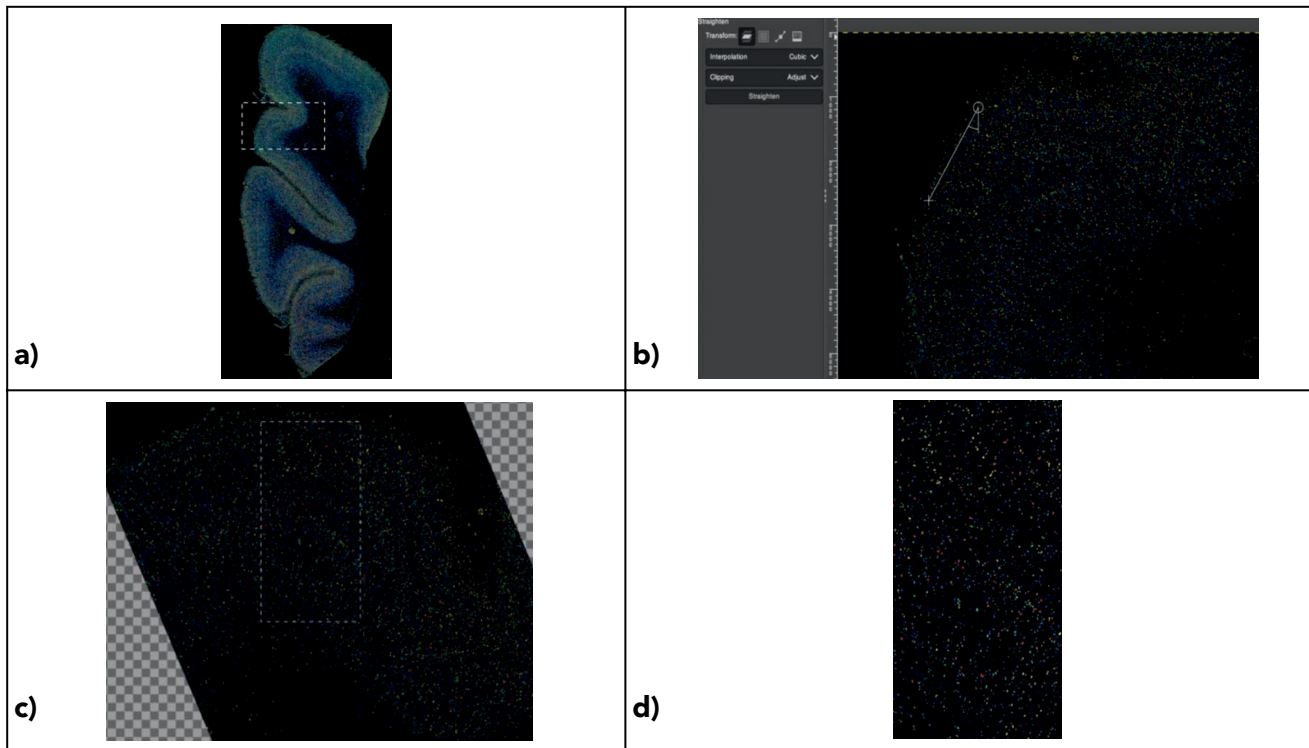 a)
b)
Straighten
Transform:
Interpolation Cubic
Clipping Adjust
Straighten
c)
d)